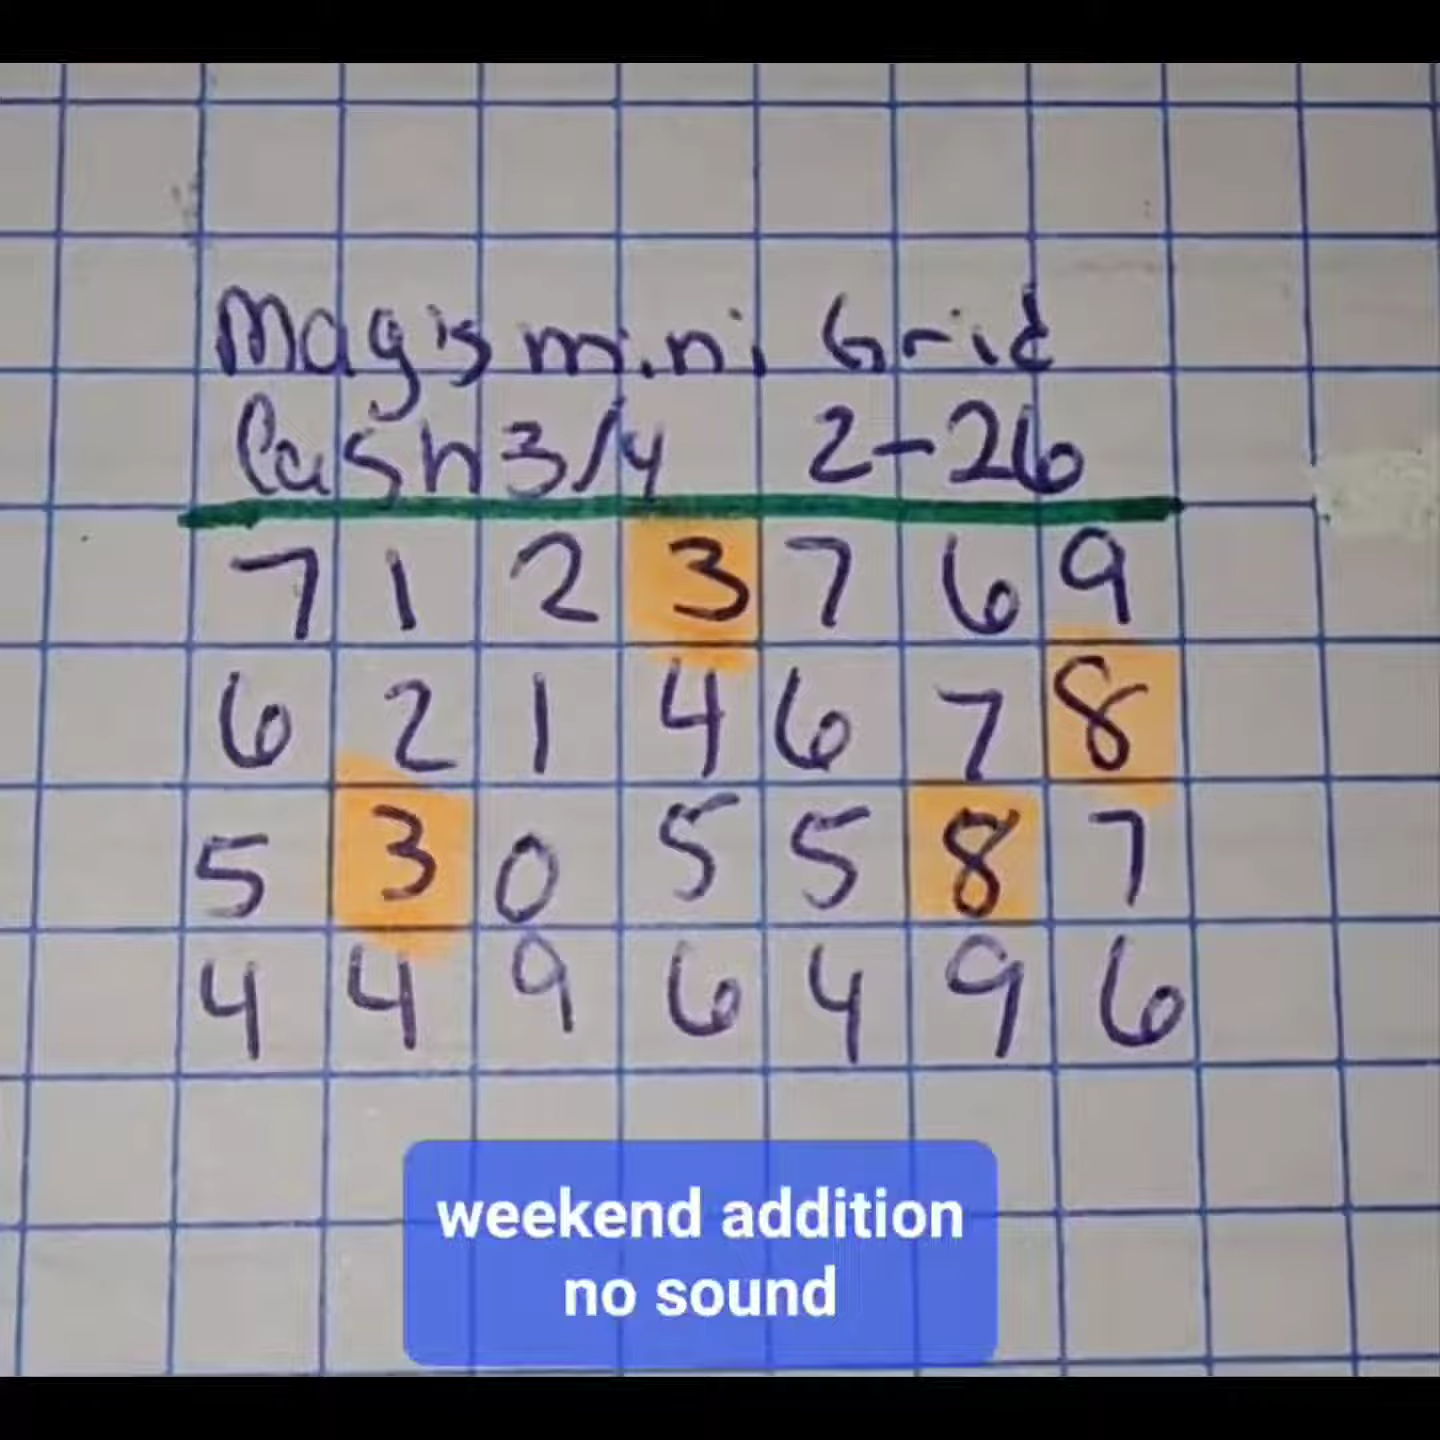 Mag's mini Grid
Cash 3/4 2-26
7 1 2 3 7 6 9
6 2 1 4 6 7 8
5 3 0 5 5 8 7
4 4 9 6 4 9 6
weekend addition
no sound